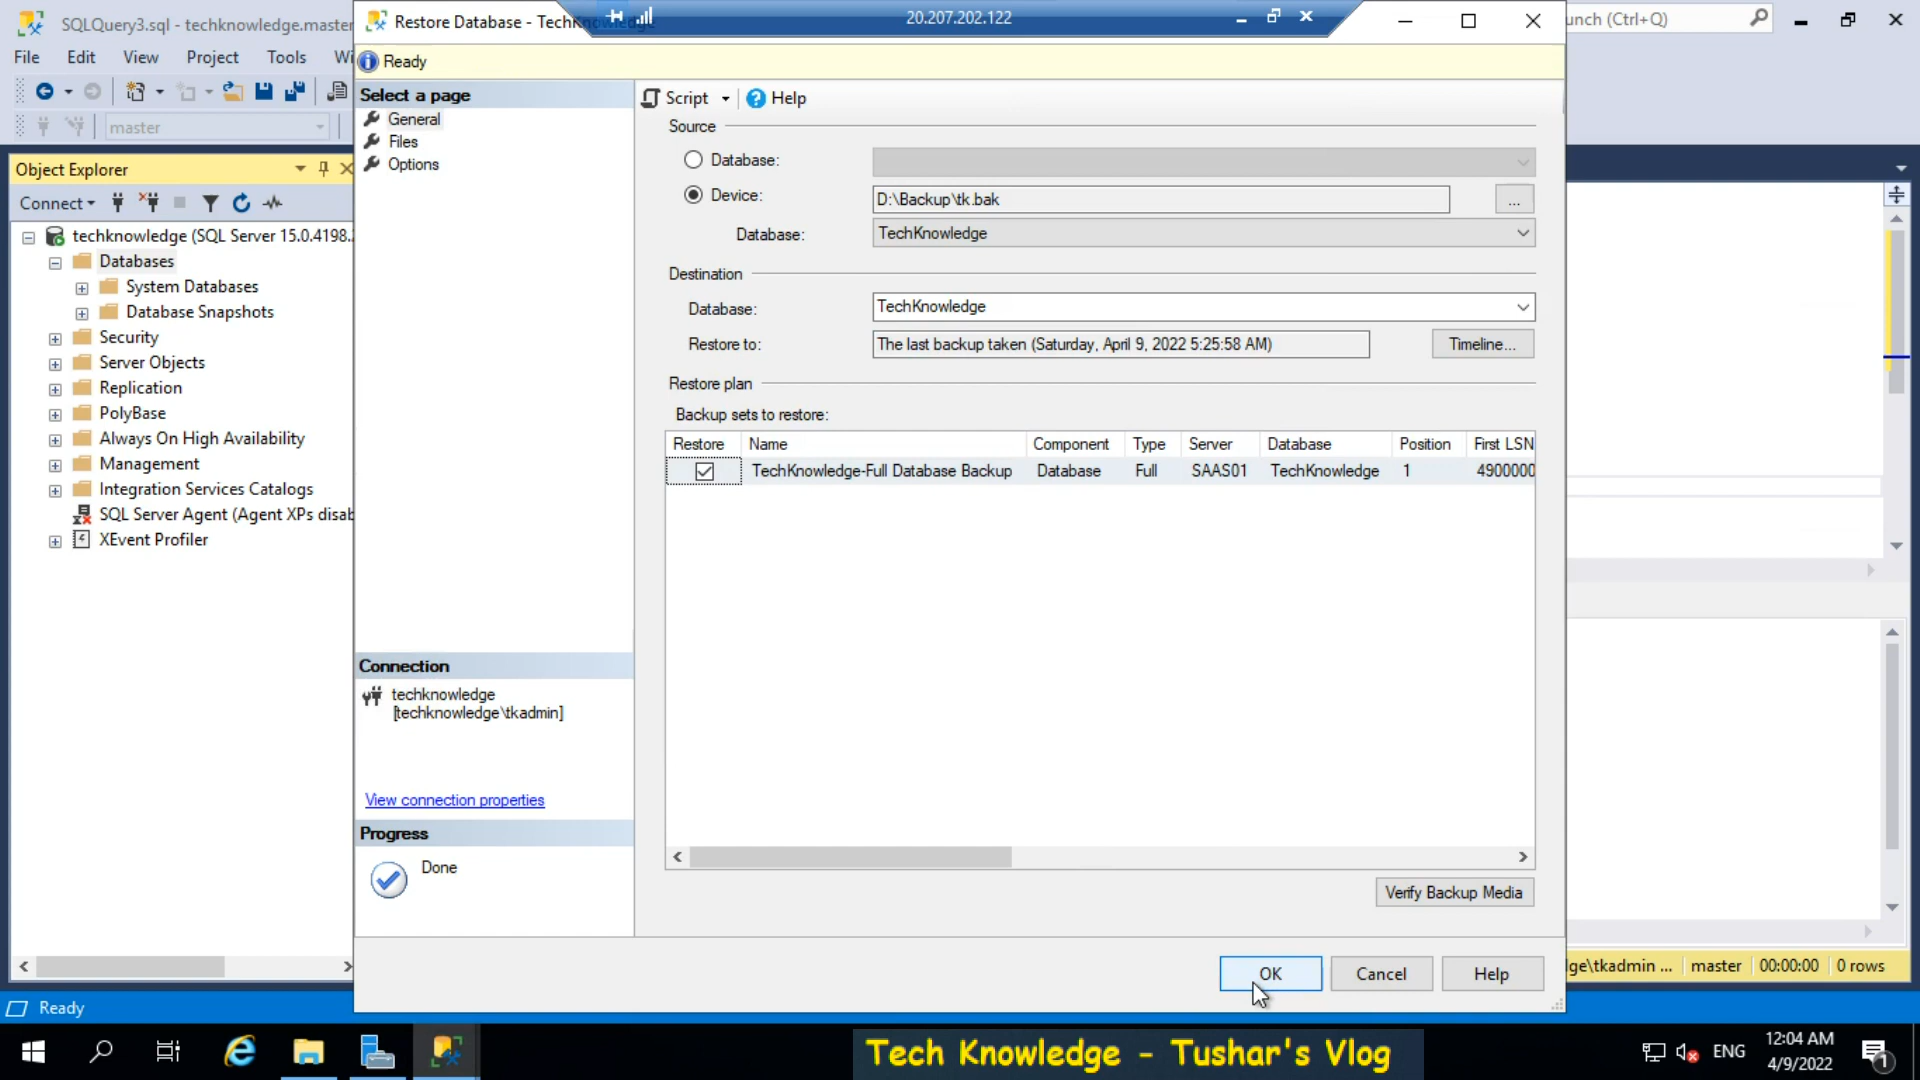 SQLQuery3.sql - techknowledge.master
Restore Database - TechKnowledge
20.207.202.122
unch (Ctrl+Q)
File Edit View Project Tools Wi
Ready
master
Select a page
General
Files
Options
Script
Help
Source
Database:
Device:
D:\Backup\tk.bak
...
Database:
TechKnowledge
Destination
Database:
TechKnowledge
Restore to:
The last backup taken (Saturday, April 9, 2022 5:25:58 AM)
Timeline...
Restore plan
Backup sets to restore:
Restore Name Component Type Server Database Position First LSN
TechKnowledge-Full Database Backup Database Full SAAS01 TechKnowledge 1 4900000
Verify Backup Media
OK
Cancel
Help
Object Explorer
Connect
techknowledge (SQL Server 15.0.4198.2
Databases
System Databases
Database Snapshots
Security
Server Objects
Replication
PolyBase
Always On High Availability
Management
Integration Services Catalogs
SQL Server Agent (Agent XPs disab
XEvent Profiler
Connection
techknowledge
[techknowledge\tkadmin]
View connection properties
Progress
Done
lge\tkadmin ... master 00:00:00 0 rows
Ready
Tech Knowledge - Tushar's Vlog
ENG
12:04 AM
4/9/2022
1